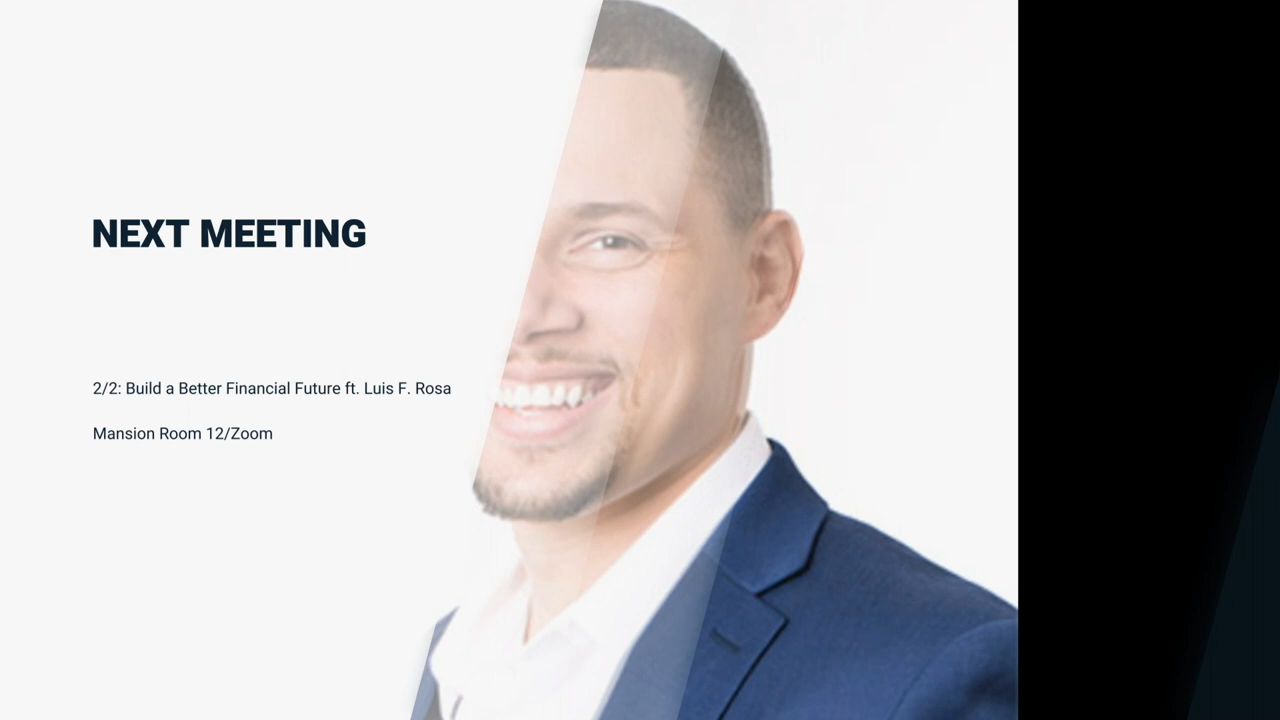 NEXT MEETING
2/2: Build a Better Financial Future ft. Luis F. Rosa
Mansion Room 12/Zoom